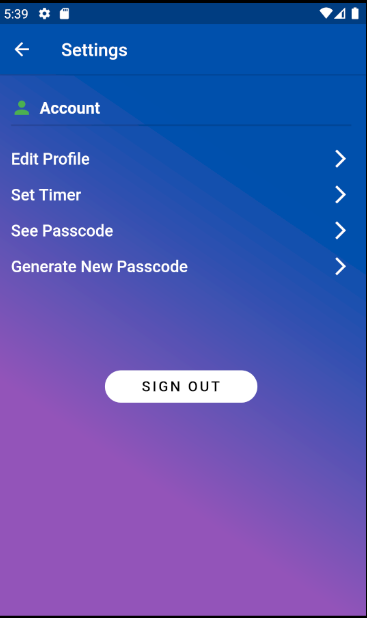 5:39
Settings
Account
Edit Profile
Set Timer
See Passcode
Generate New Passcode
SIGN OUT